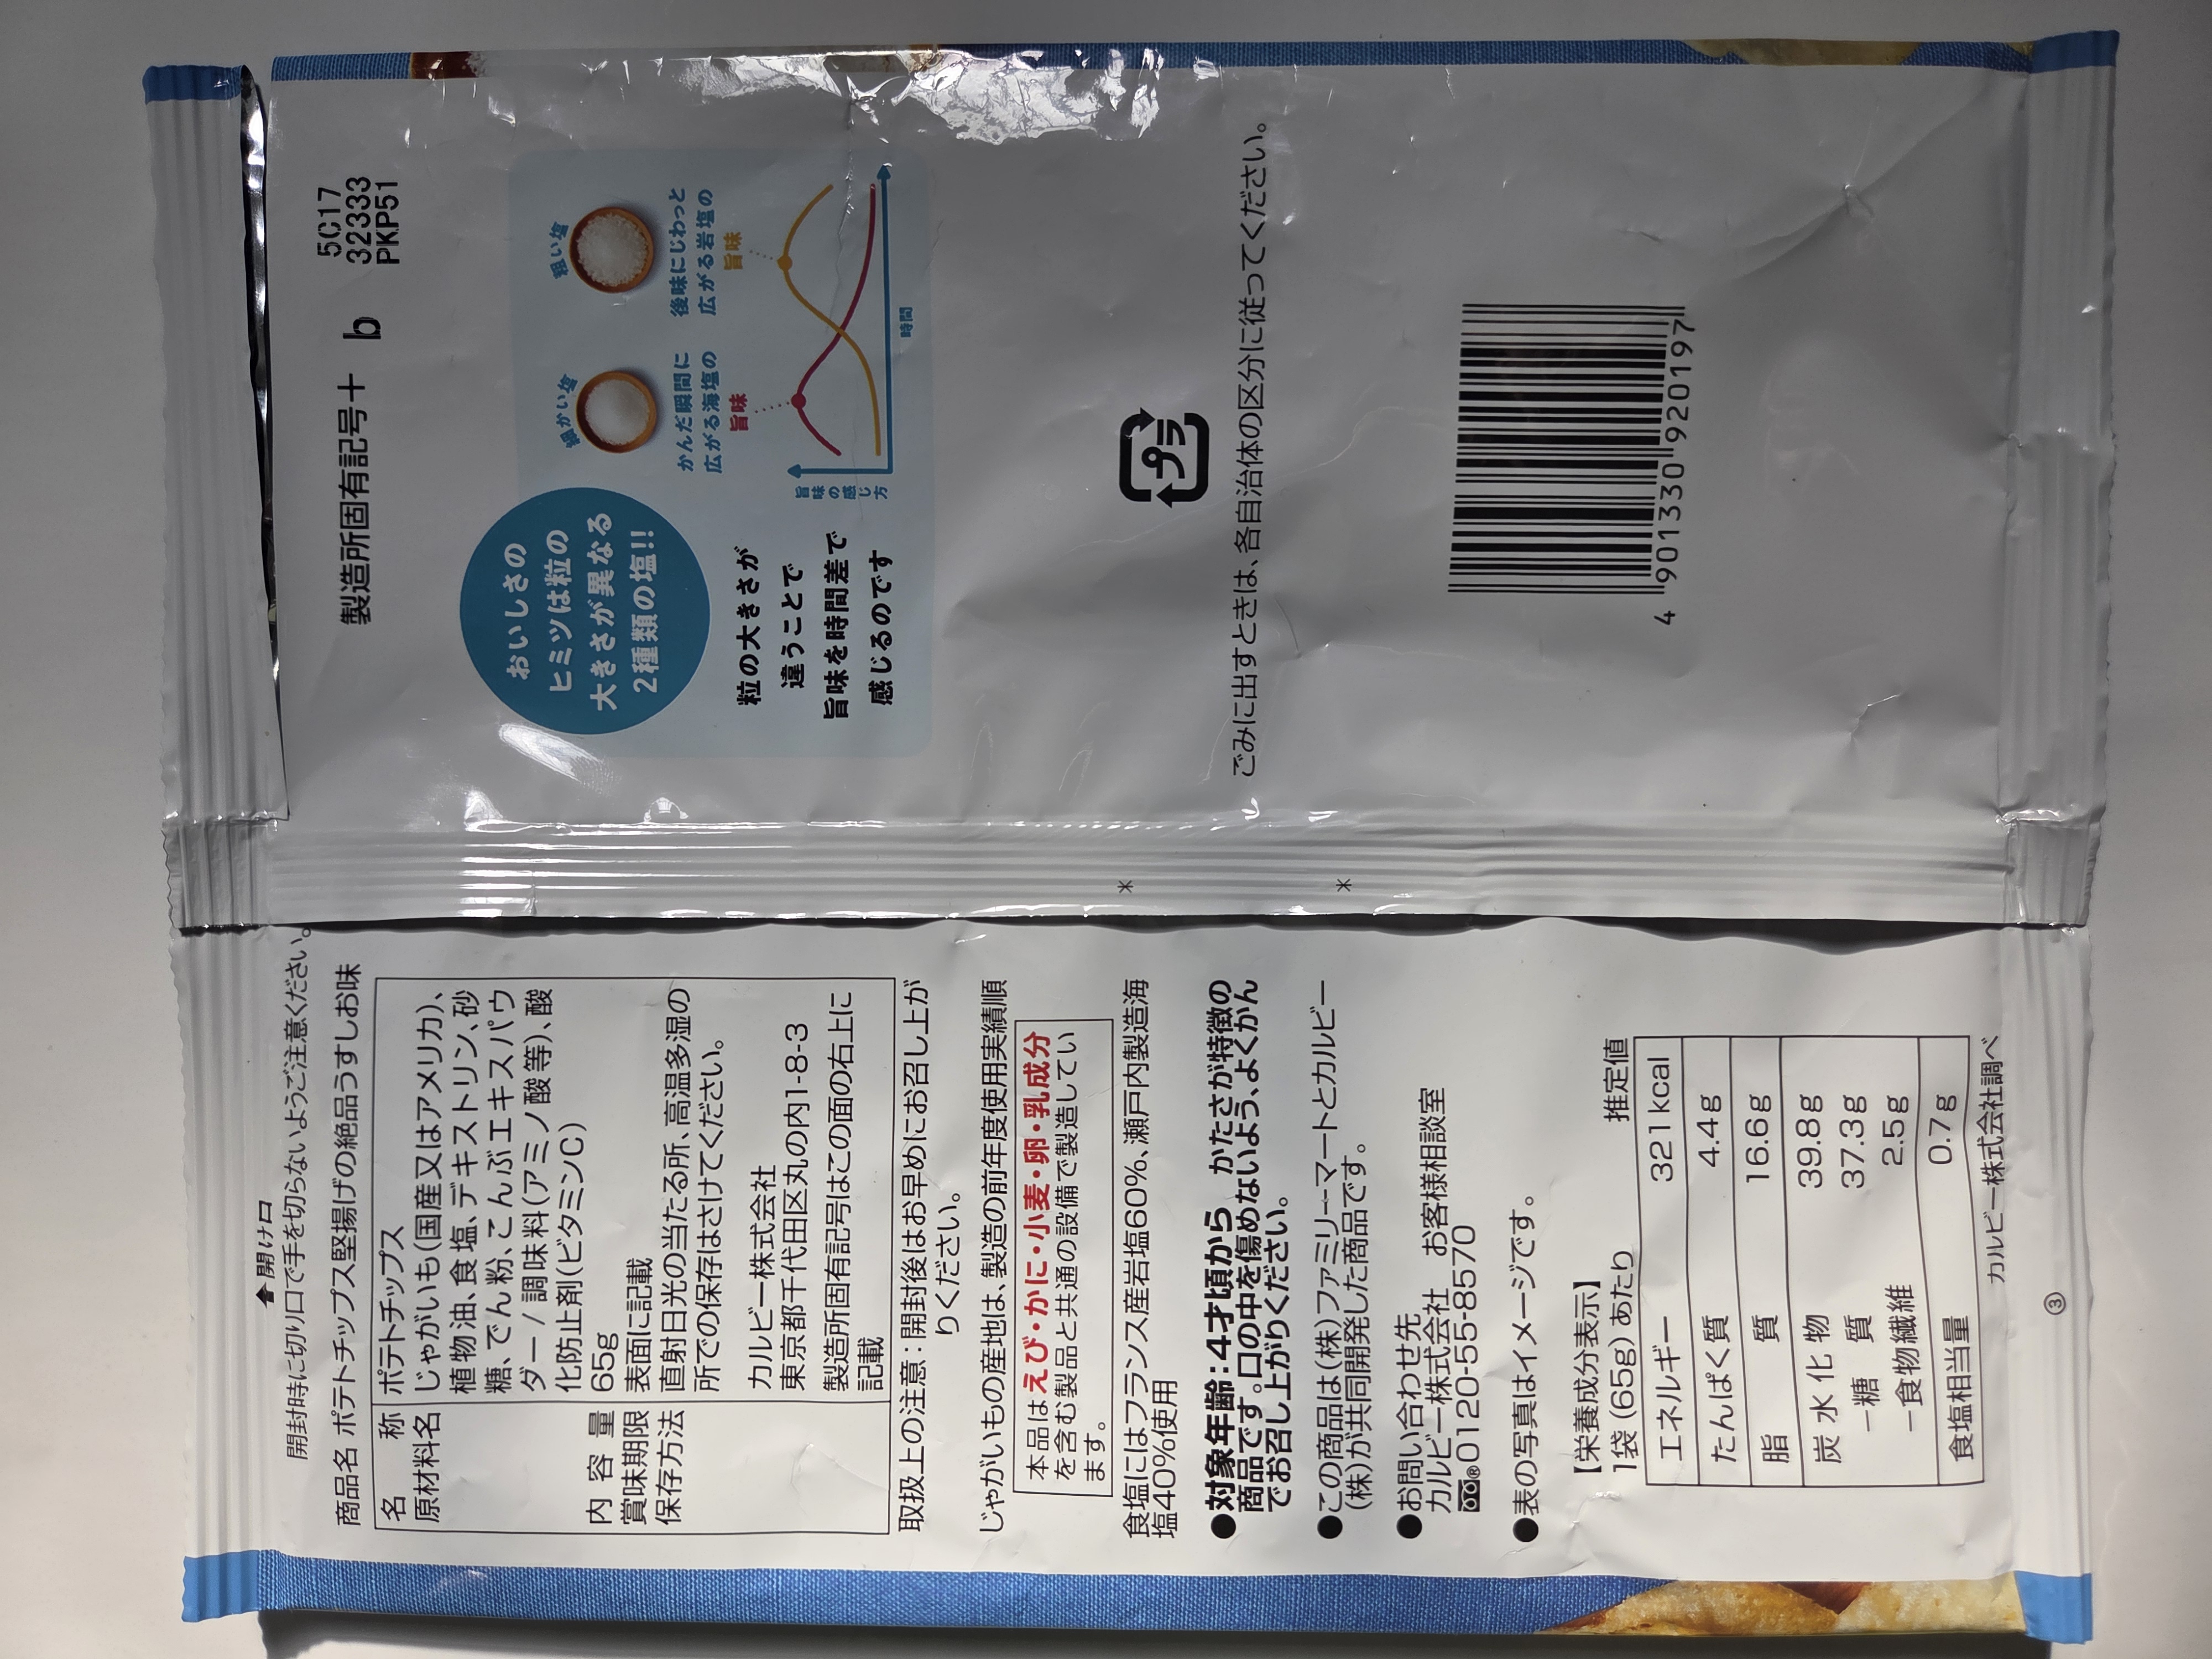 開け口
開封時に切り口で手を切らないようご注意ください。
商品名 ポテトチップス堅揚げの絶品うすしお味
名称 ポテトチップス
原材料名 じゃがいも(国産又はアメリカ)、
植物油、食塩、デキストリン、砂
糖、でん粉、こんぶエキスパウ
ダー / 調味料(アミノ酸等)、酸
化防止剤(ビタミンC)
内容量 65g
賞味期限 表面に記載
保存方法 直射日光の当たる所、高温多湿の
所での保存はさけてください。
カルビー株式会社
東京都千代田区丸の内1-8-3
製造所固有記号はこの面の右上に
記載
取扱上の注意：開封後はお早めにお召し上が
りください。
じゃがいもの産地は、製造の前年度使用実績順
本品はえび・かに・小麦・卵・乳成分
を含む製品と共通の設備で製造してい
ます。
食塩にはフランス産岩塩60%、瀬戸内製造海
塩40%使用
●対象年齢：4才頃から かたさが特徴の
商品です。口の中を傷めないよう、よくかん
でお召し上がりください。
●この商品は(株)ファミリーマートとカルビー
(株)が共同開発した商品です。
●お問い合わせ先
カルビー株式会社 お客様相談室
0120-55-8570
●表の写真はイメージです。
【栄養成分表示】
1袋(65g)あたり 推定値
エネルギー 321kcal
たんぱく質 4.4g
脂質 16.6g
炭水化物 39.8g
－糖質 37.3g
－食物繊維 2.5g
食塩相当量 0.7g
カルビー株式会社調べ
③
*
*
製造所固有記号＋ b
5C17
32333
PKP51
おいしさの
ヒミツは粒の
大きさが異なる
2種類の塩!!
粒の大きさが
違うことで
旨味を時間差で
感じるのです
細かい塩
かんだ瞬間に
広がる海塩の
旨味
粗い塩
後味にじわっと
広がる岩塩の
旨味
旨味の感じ方
時間
プラ
ごみに出すときは、各自治体の区分に従ってください。
4 901330 920197